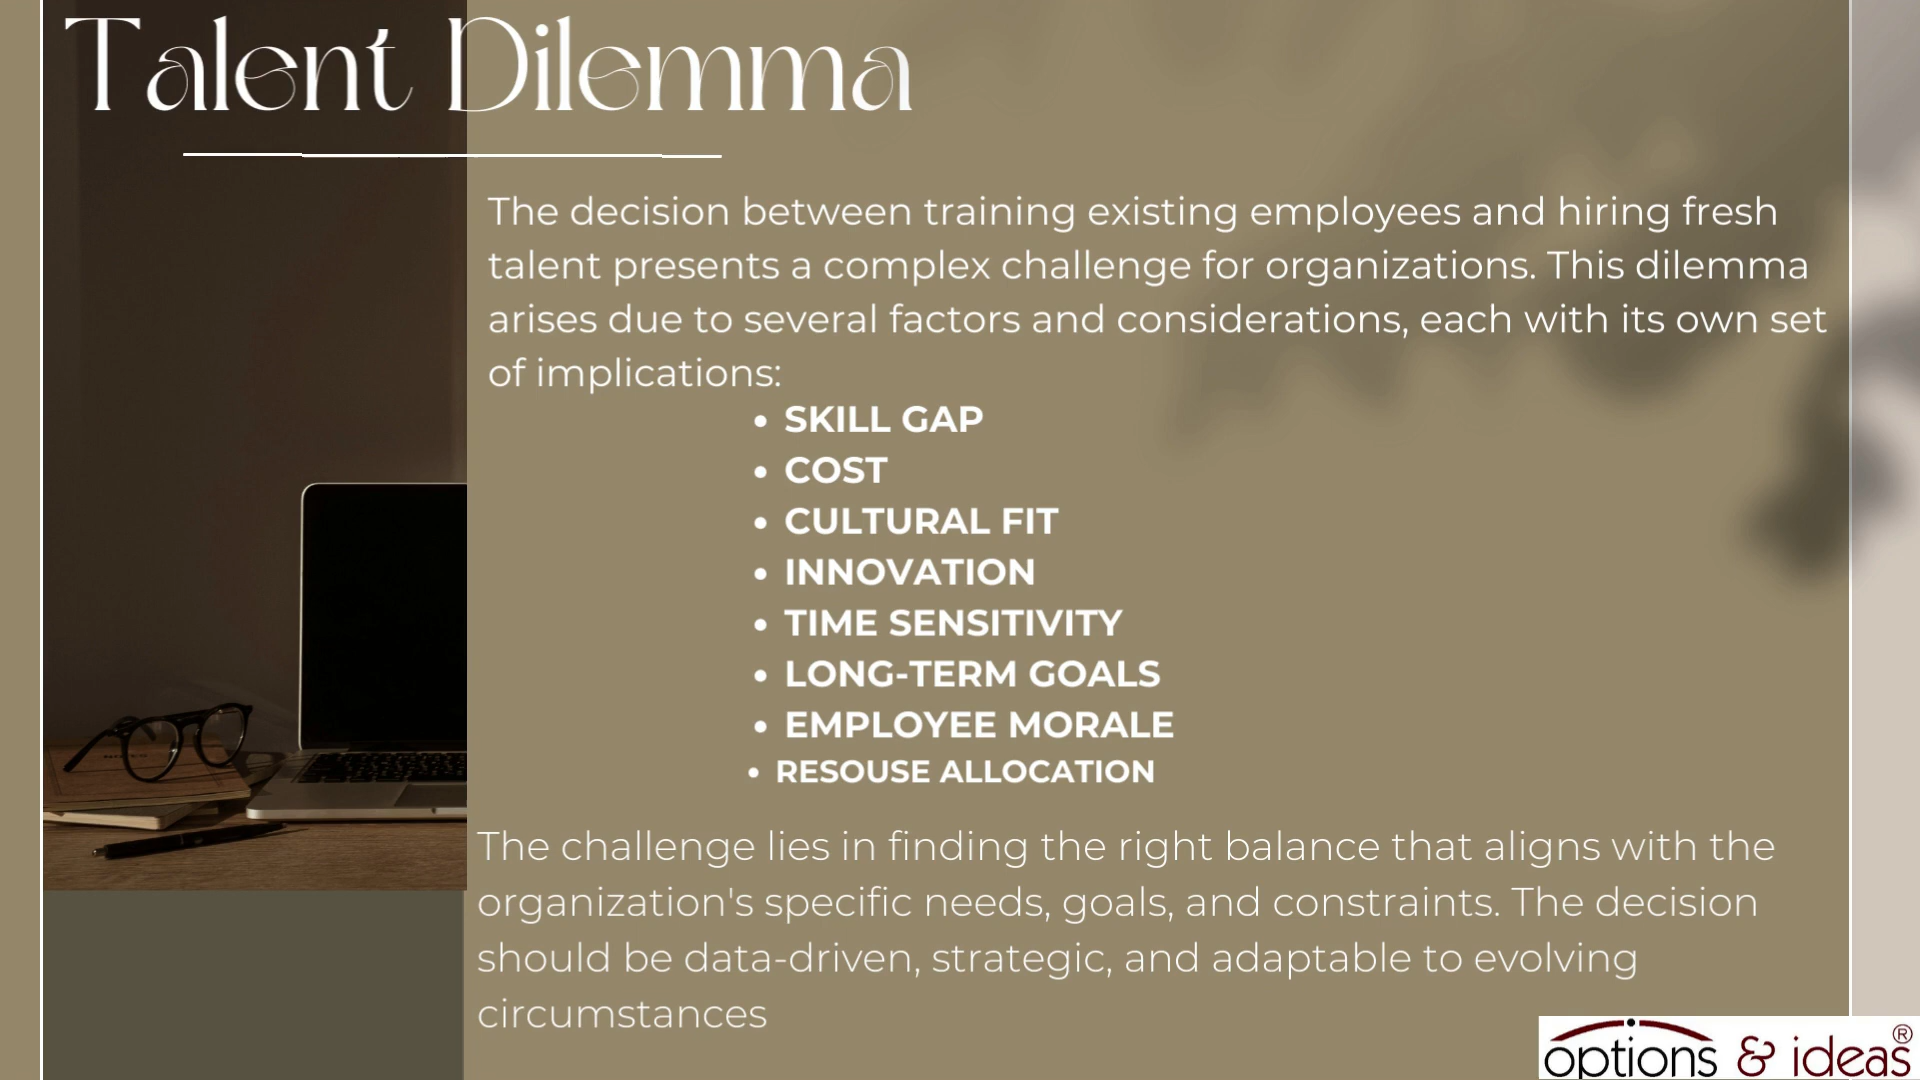 Talent Dilemma
The decision between training existing employees and hiring fresh
talent presents a complex challenge for organizations. This dilemma
arises due to several factors and considerations, each with its own set
of implications:
• SKILL GAP
• COST
• CULTURAL FIT
• INNOVATION
• TIME SENSITIVITY
• LONG-TERM GOALS
• EMPLOYEE MORALE
• RESOUSE ALLOCATION
The challenge lies in finding the right balance that aligns with the
organization's specific needs, goals, and constraints. The decision
should be data-driven, strategic, and adaptable to evolving
circumstances
options & ideas®